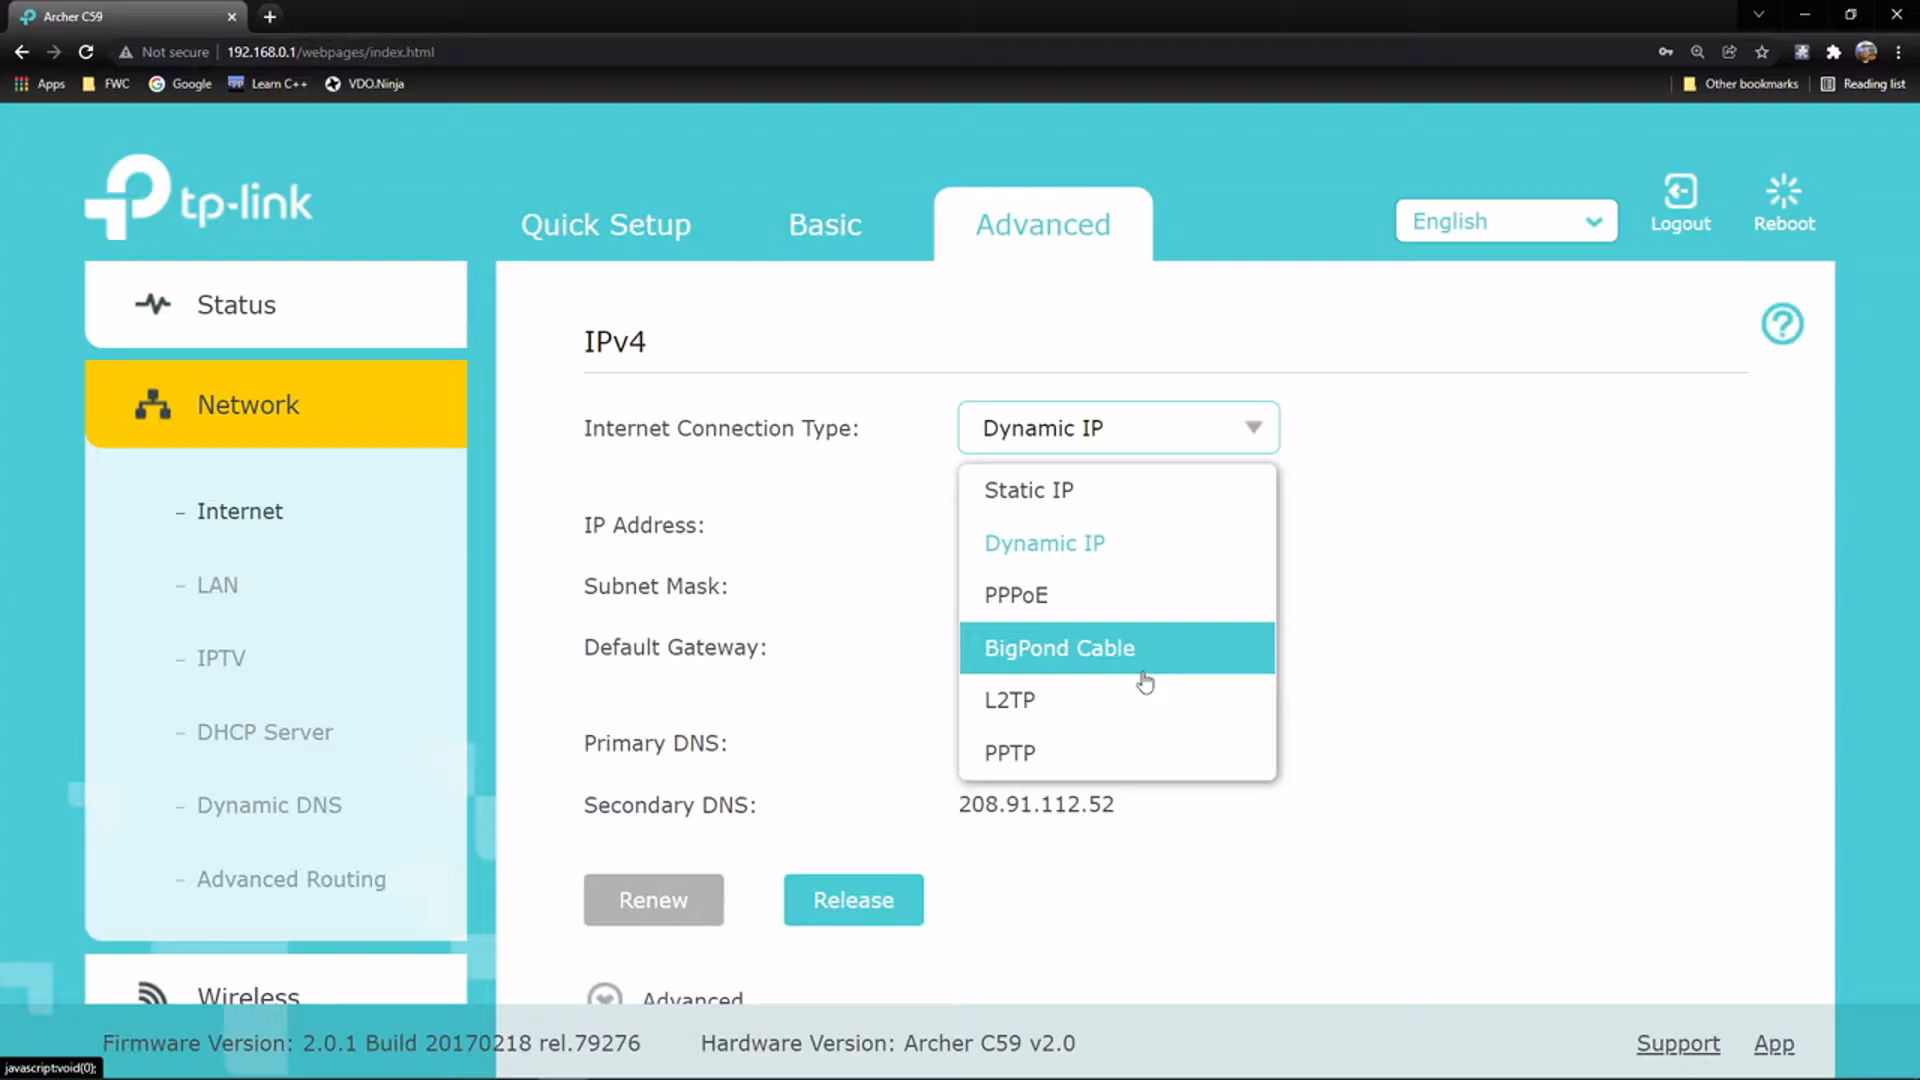 Archer C59
Not secure | 192.168.0.1/webpages/index.html
Apps FWC Google Learn C++ VDO.Ninja Other bookmarks Reading list
tp-link
Quick Setup Basic Advanced English Logout Reboot
Status
Network
- Internet
- LAN
- IPTV
- DHCP Server
- Dynamic DNS
- Advanced Routing
Wireless
IPv4
Internet Connection Type: Dynamic IP
Static IP
Dynamic IP
PPPoE
BigPond Cable
L2TP
PPTP
IP Address:
Subnet Mask:
Default Gateway:
Primary DNS:
Secondary DNS: 208.91.112.52
Renew Release
Advanced
Firmware Version: 2.0.1 Build 20170218 rel.79276 Hardware Version: Archer C59 v2.0 Support App
javascript:void(0);